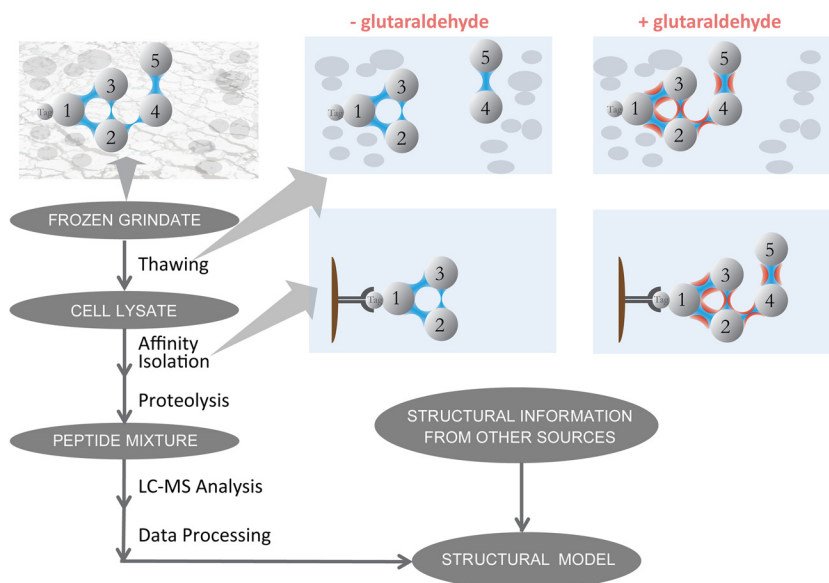 - glutaraldehyde
+ glutaraldehyde
5
3
Tag
1
4
2
5
3
Tag
1
4
2
5
3
Tag
1
4
2
FROZEN GRINDATE
Thawing
CELL LYSATE
Affinity
Isolation
Proteolysis
PEPTIDE MIXTURE
LC-MS Analysis
Data Processing
3
Tag
1
2
5
3
Tag
1
4
2
STRUCTURAL INFORMATION
FROM OTHER SOURCES
STRUCTURAL MODEL